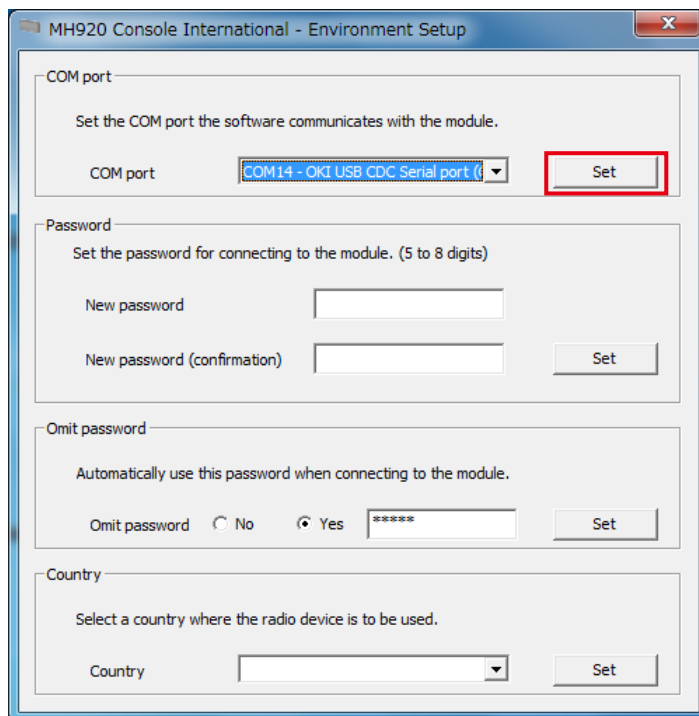 MH920 Console International - Environment Setup
COM port
Set the COM port the software communicates with the module.
COM port COM14 - OKI USB CDC Serial port ( Set
Password
Set the password for connecting to the module. (5 to 8 digits)
New password
New password (confirmation) Set
Omit password
Automatically use this password when connecting to the module.
Omit password No Yes ***** Set
Country
Select a country where the radio device is to be used.
Country Set